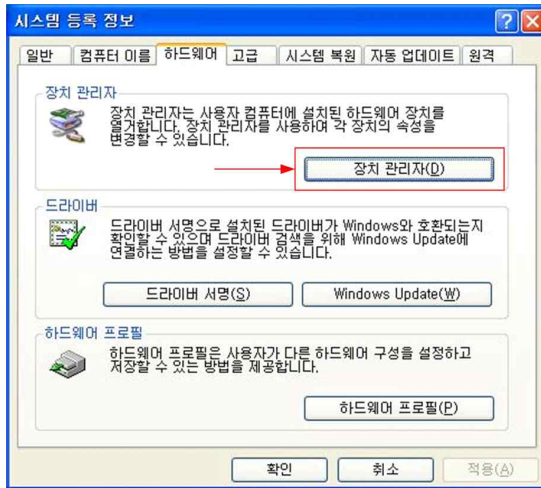 시스템 등록 정보
일반 컴퓨터 이름 하드웨어 고급 시스템 복원 자동 업데이트 원격
장치 관리자
장치 관리자는 사용자 컴퓨터에 설치된 하드웨어 장치를
열거합니다. 장치 관리자를 사용하여 각 장치의 속성을
변경할 수 있습니다.
장치 관리자(D)
드라이버
드라이버 서명으로 설치된 드라이버가 Windows와 호환되는지
확인할 수 있으며 드라이버 검색을 위해 Windows Update에
연결하는 방법을 설정할 수 있습니다.
드라이버 서명(S) Windows Update(W)
하드웨어 프로필
하드웨어 프로필은 사용자가 다른 하드웨어 구성을 설정하고
저장할 수 있는 방법을 제공합니다.
하드웨어 프로필(P)
확인 취소 적용(A)